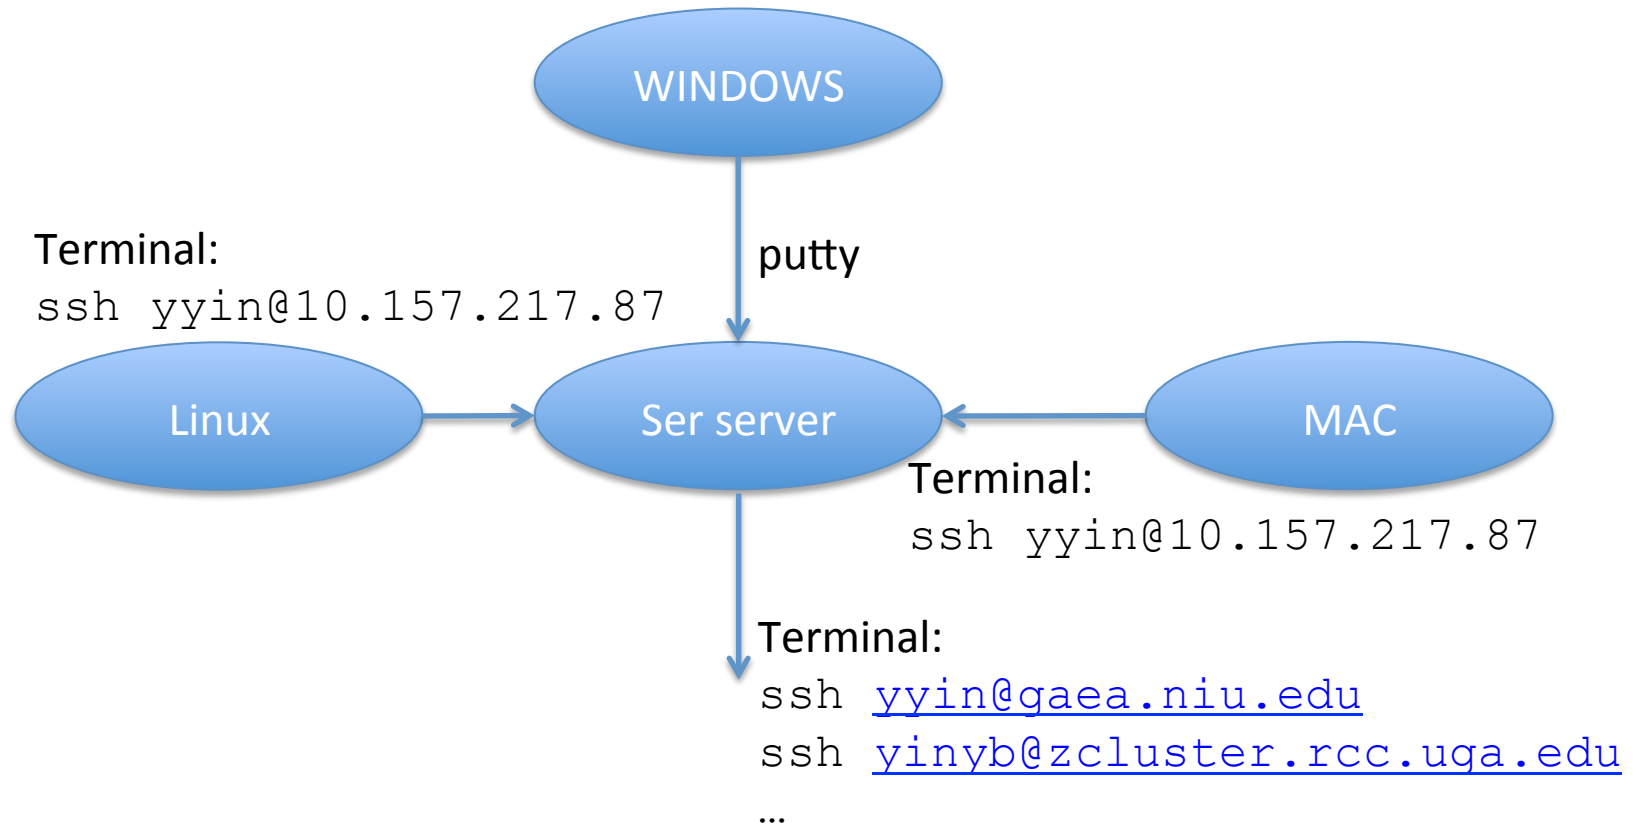 WINDOWS
Terminal:
ssh yyin@10.157.217.87
putty
Linux
Ser server
MAC
Terminal:
ssh yyin@10.157.217.87
Terminal:
ssh yyin@gaea.niu.edu
ssh yinyb@zcluster.rcc.uga.edu
…